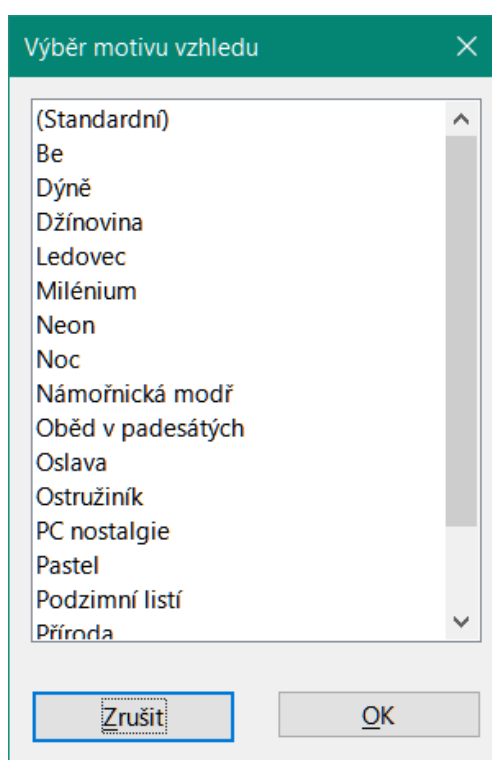 Výběr motivu vzhledu
(Standardní)
Be
Dýně
Džínovina
Ledovec
Milénium
Neon
Noc
Námořnická modř
Oběd v padesátých
Oslava
Ostružiník
PC nostalgie
Pastel
Podzimní listí
Příroda
Zrušit
OK